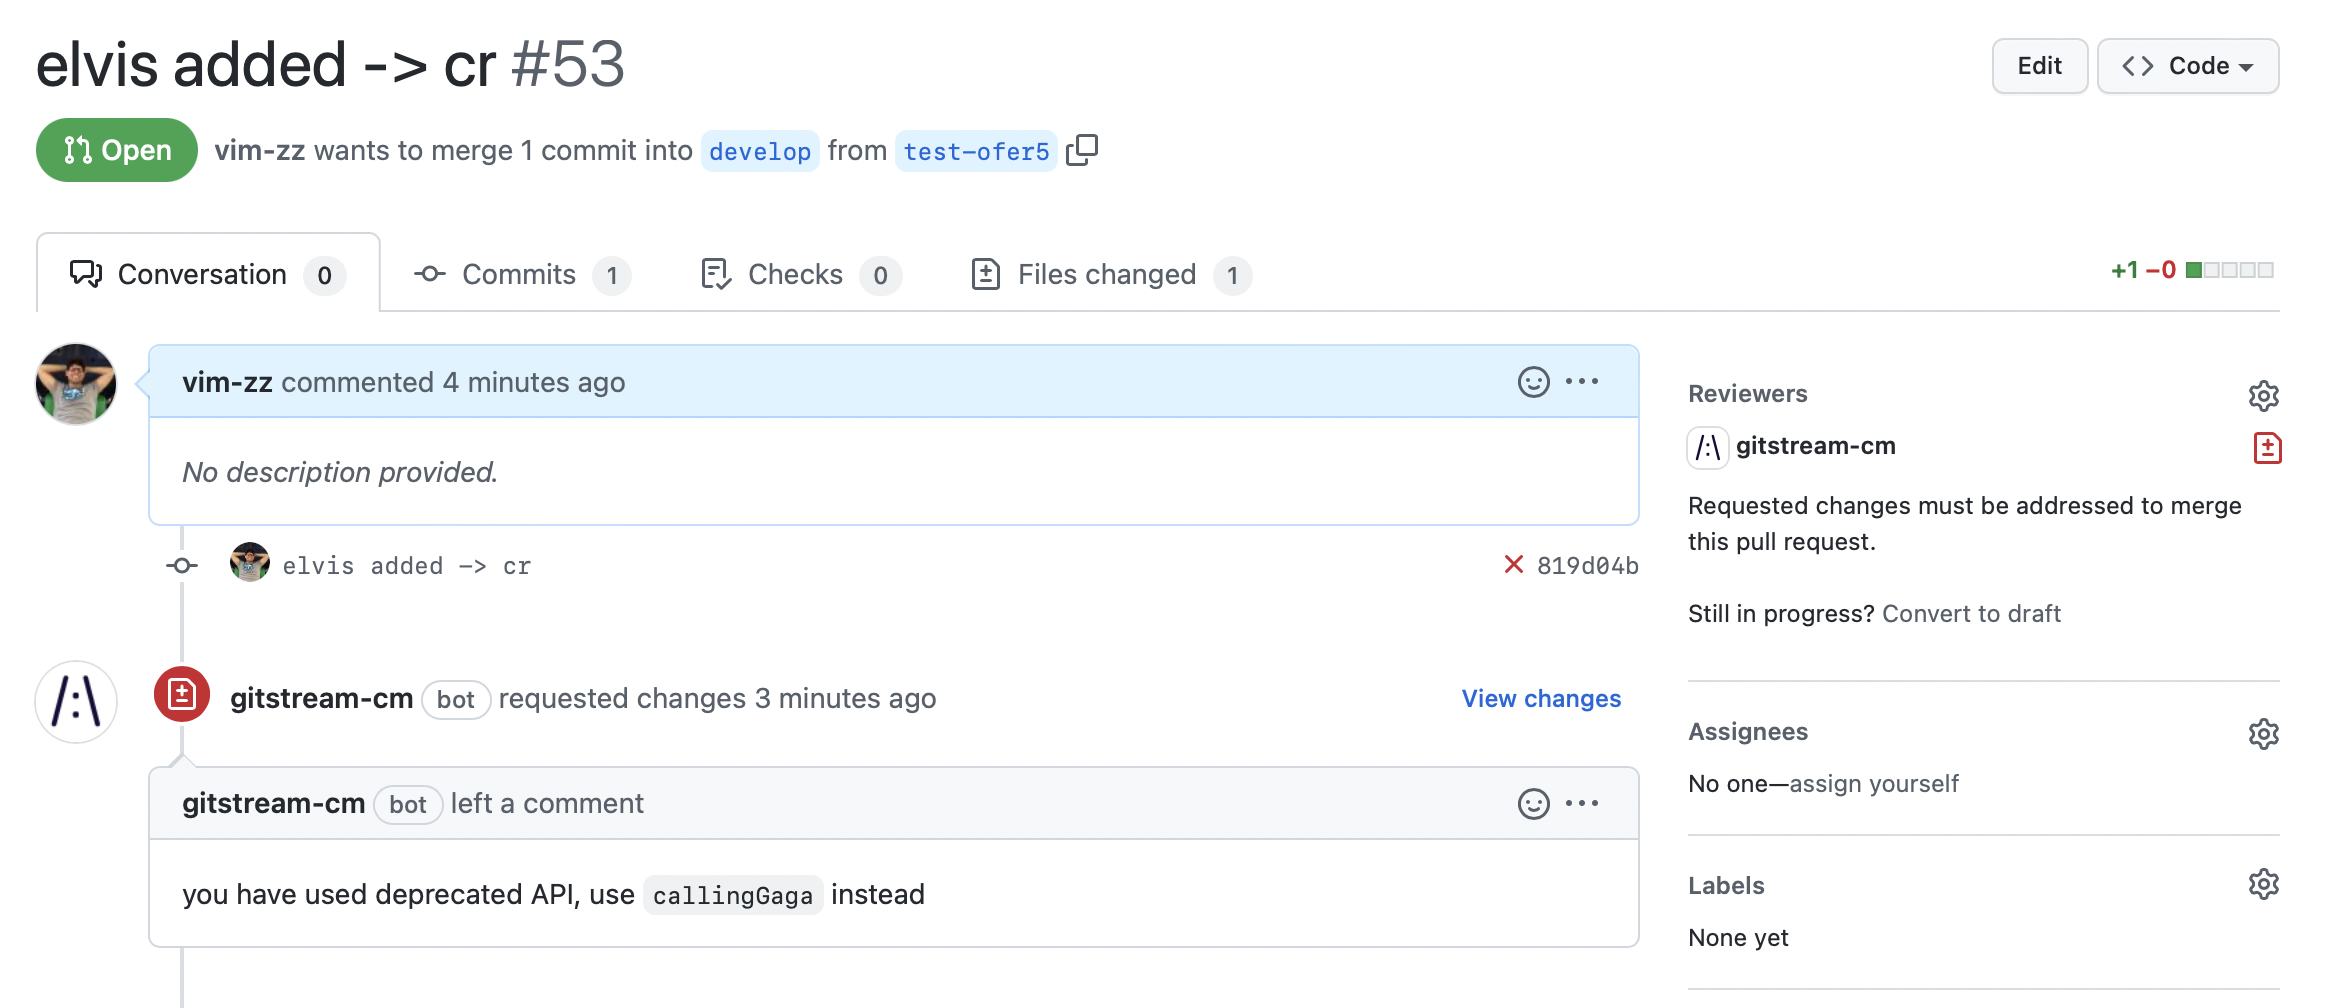 elvis added -> cr #53
Edit
Code
Open
vim-zz wants to merge 1 commit into develop from test-ofer5
Conversation 0
Commits 1
Checks 0
Files changed 1
+1 −0
vim-zz commented 4 minutes ago
No description provided.
elvis added -> cr
819d04b
gitstream-cm bot requested changes 3 minutes ago
View changes
gitstream-cm bot left a comment
you have used deprecated API, use callingGaga instead
Reviewers
/:\ gitstream-cm
Requested changes must be addressed to merge
this pull request.
Still in progress? Convert to draft
Assignees
No one—assign yourself
Labels
None yet